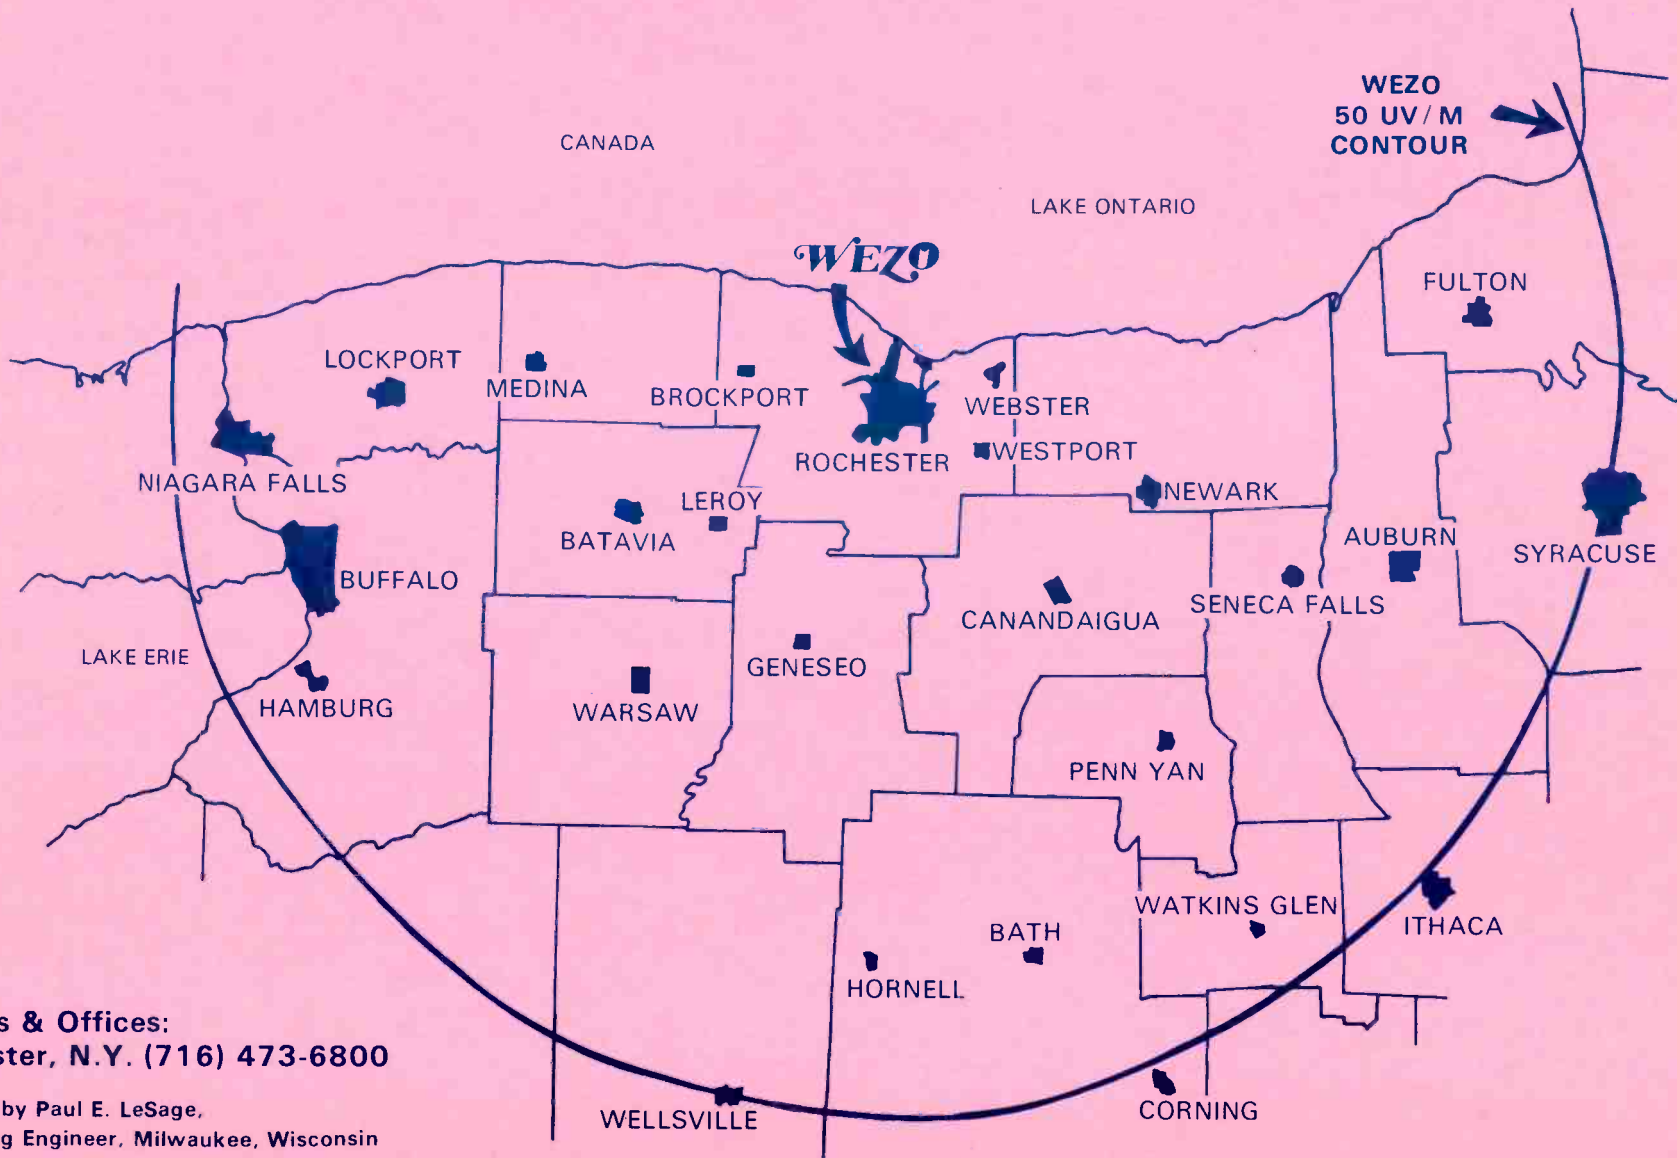 WEZO
50 UV/M
CONTOUR
CANADA
LAKE ONTARIO
WEZO
FULTON
LOCKPORT
MEDINA
BROCKPORT
WEBSTER
ROCHESTER
WESTPORT
NIAGARA FALLS
LEROY
NEWARK
BATAVIA
AUBURN
SYRACUSE
BUFFALO
SENECA FALLS
CANANDAIGUA
LAKE ERIE
GENESEO
HAMBURG
WARSAW
PENN YAN
WATKINS GLEN
ITHACA
BATH
HORNELL
s & Offices:
ster, N.Y. (716) 473-6800
by Paul E. LeSage,
g Engineer, Milwaukee, Wisconsin
WELLSVILLE
CORNING